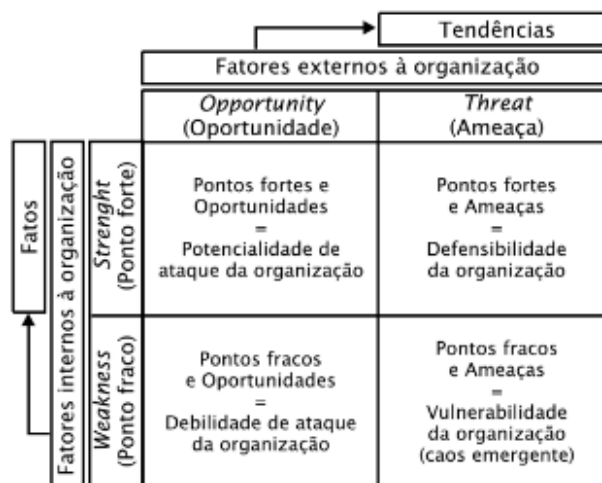 Tendências
Fatores externos à organização
Opportunity
(Oportunidade)
Threat
(Ameaça)
Fatos
Fatores internos à organização
Strenght
(Ponto forte)
Pontos fortes e
Oportunidades
=
Potencialidade de
ataque da organização
Pontos fortes
e Ameaças
=
Defensibilidade
da organização
Weakness
(Ponto fraco)
Pontos fracos
e Oportunidades
=
Debilidade de ataque
da organização
Pontos fracos
e Ameaças
=
Vulnerabilidade
da organização
(caos emergente)